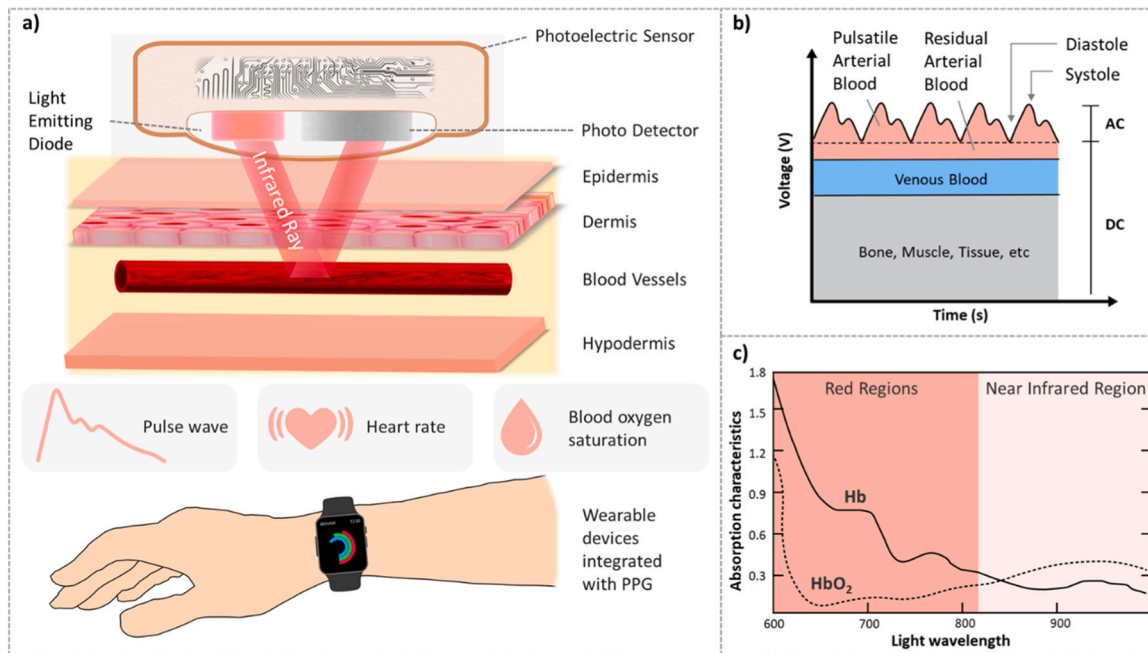 a)
Photoelectric Sensor
Light
Emitting
Diode
Photo Detector
Infrared Ray
Epidermis
Dermis
Blood Vessels
Hypodermis
Pulse wave
Heart rate
Blood oxygen
saturation
12:00
Wearable
devices
integrated
with PPG
b)
Pulsatile
Arterial
Blood
Residual
Arterial
Blood
Diastole
Systole
AC
Voltage (V)
Venous Blood
DC
Bone, Muscle, Tissue, etc
Time (s)
c)
1.8
Red Regions
Near Infrared Region
1.5
1.2
Absorption characteristics
0.9
Hb
0.6
0.3
HbO₂
600
700
800
900
Light wavelength